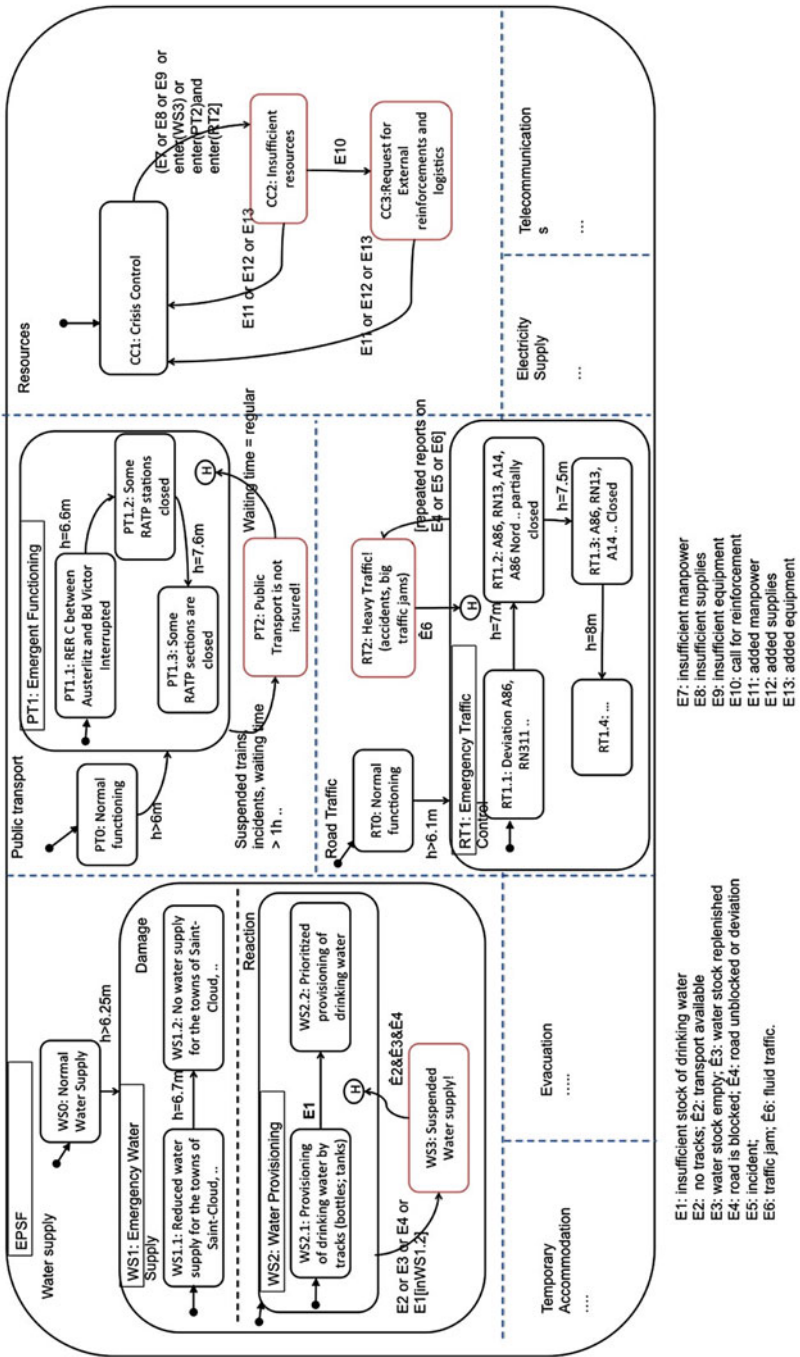 EPSF
Water supply
WS0: Normal
Water Supply
h>6.25m
WS1: Emergency Water
Supply
Damage
WS1.1: Reduced water
supply for the towns of
Saint-Cloud, ..
h=6.7m
WS1.2: No water supply
for the towns of Saint-
Cloud, ..
Reaction
WS2: Water Provisioning
WS2.1: Provisioning
of drinking water by
tracks (bottles; tanks)
E1
WS2.2: Prioritized
provisioning of
drinking water
H
E2 or E3 or E4 or
E1[inWS1.2]
WS3: Suspended
Water supply!
Ē2&Ē3&Ē4
Public transport
PT0: Normal
functioning
h>6m
PT1: Emergent Functioning
PT1.1: RER C between
Austerlitz and Bd Victor
Interrupted
h=6.6m
PT1.2: Some
RATP stations
closed
h=7.6m
PT1.3: Some
RATP sections are
closed
H
Suspended trains,
incidents, waiting time
> 1h ..
PT2: Public
Transport is not
insured!
Waiting time = regular
Road Traffic
RT0: Normal
functioning
h>6.1m
RT2: Heavy Traffic!
(accidents, big
traffic jams)
Ē6
H
[repeated reports on
E4 or E5 or E6]
RT1: Emergency Traffic
Control
RT1.1: Deviation A86,
RN311 ..
h=7m
RT1.2: A86, RN13, A14,
A86 Nord .. partially
closed
h=7.5m
RT1.3: A86, RN13,
A14 .. Closed
h=8m
RT1.4: ...
Resources
CC1: Crisis Control
(E7 or E8 or E9 or
enter(WS3) or
enter(PT2)and
enter(RT2]
CC2: Insufficient
resources
E11 or E12 or E13
E10
CC3:Request for
External
reinforcements and
logistics
E11 or E12 or E13
Temporary
Accommodation
.....
Evacuation
.....
Electricity
Supply
...
Telecommunication
s
....
E1: insufficient stock of drinking water
E2: no tracks; Ē2: transport available
E3: water stock empty; Ē3: water stock replenished
E4: road is blocked; Ē4: road unblocked or deviation
E5: incident;
E6: traffic jam; Ē6: fluid traffic.
E7: insufficient manpower
E8: insufficient supplies
E9: insufficient equipment
E10: call for reinforcement
E11: added manpower
E12: added supplies
E13: added equipment